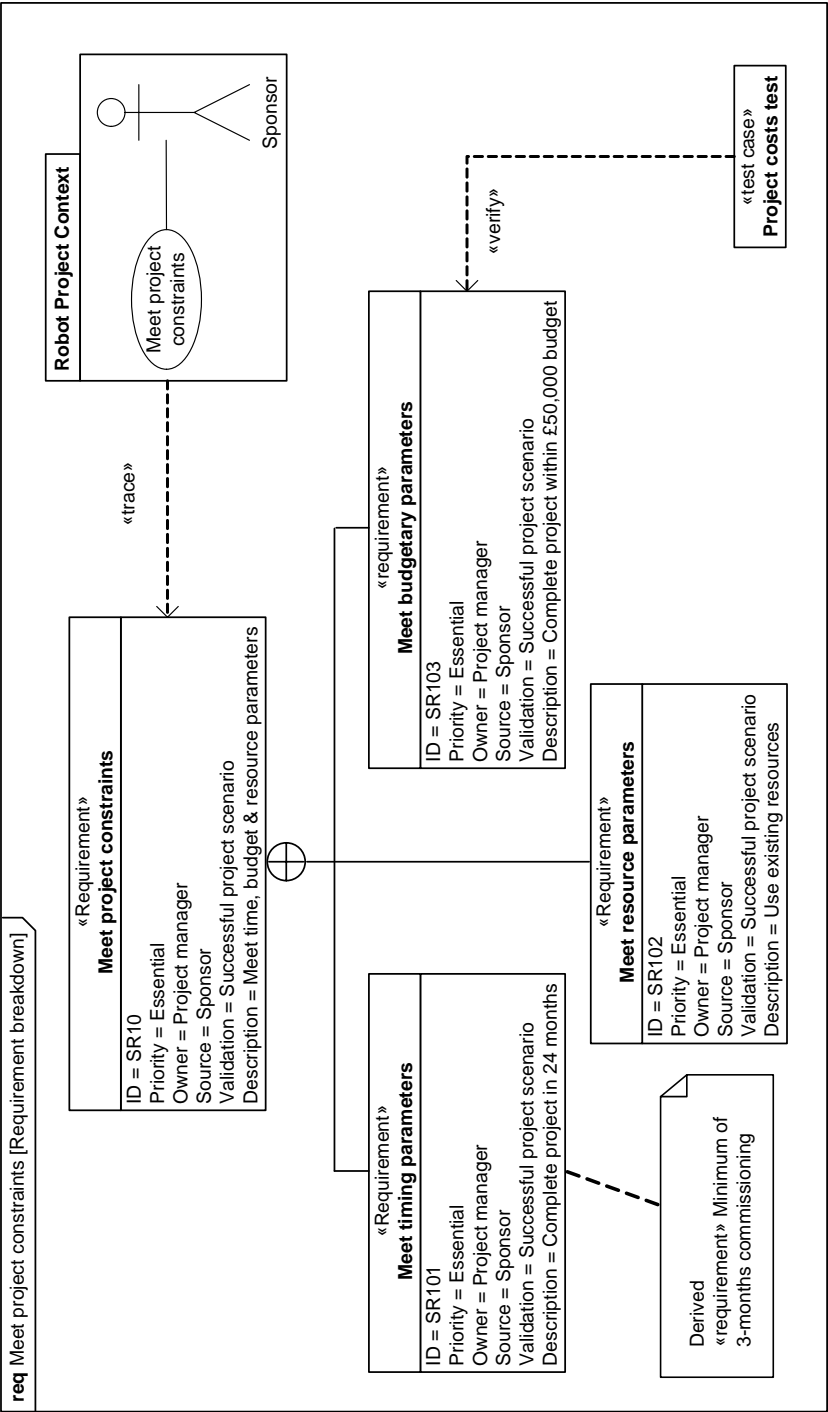 req Meet project constraints [Requirement breakdown]
«Requirement»
Meet project constraints
ID = SR10
Priority = Essential
Owner = Project manager
Source = Sponsor
Validation = Successful project scenario
Description = Meet time, budget & resource parameters
«trace»
Robot Project Context
Meet project
constraints
Sponsor
«Requirement»
Meet timing parameters
ID = SR101
Priority = Essential
Owner = Project manager
Source = Sponsor
Validation = Successful project scenario
Description = Complete project in 24 months
«requirement»
Meet budgetary parameters
ID = SR103
Priority = Essential
Owner = Project manager
Source = Sponsor
Validation = Successful project scenario
Description = Complete project within £50,000 budget
«verify»
Derived
«requirement» Minimum of
3-months commissioning
«Requirement»
Meet resource parameters
ID = SR102
Priority = Essential
Owner = Project manager
Source = Sponsor
Validation = Successful project scenario
Description = Use existing resources
«test case»
Project costs test